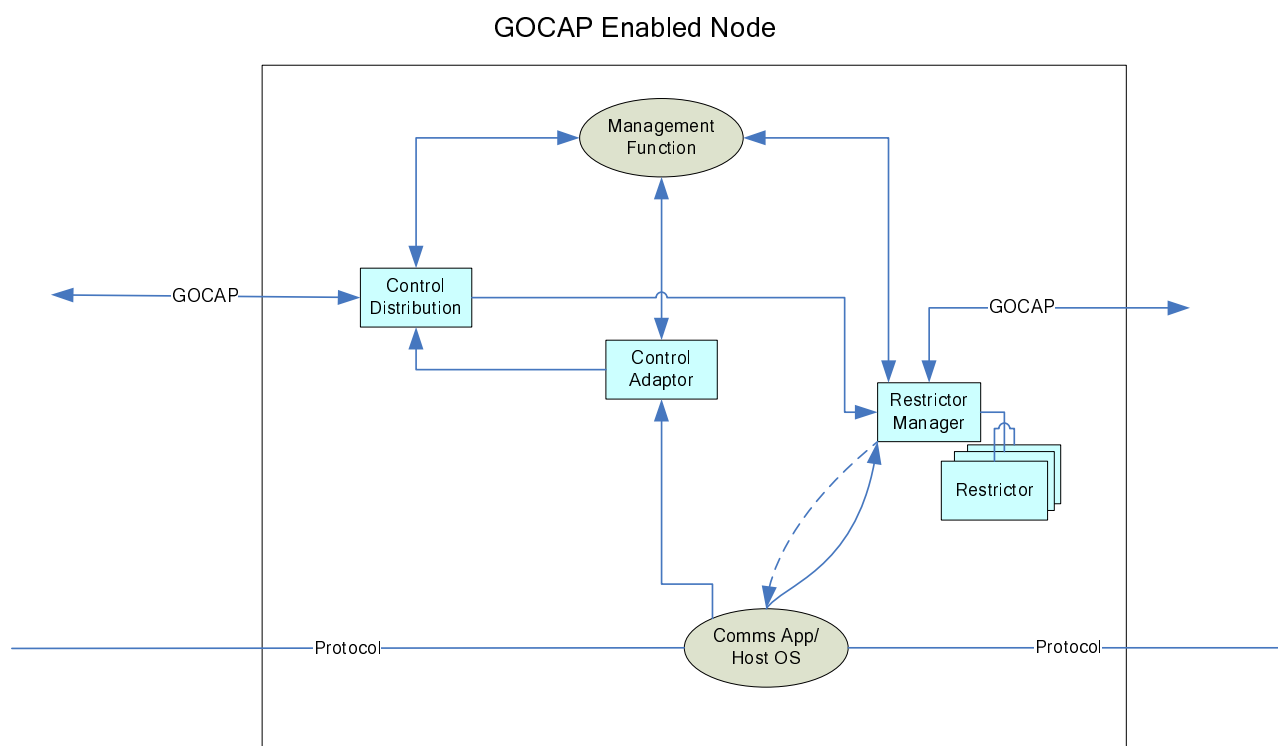 GOCAP Enabled Node
Management
Function
Control
Distribution
GOCAP
GOCAP
Control
Adaptor
Restrictor
Manager
Restrictor
Comms App/
Host OS
Protocol
Protocol